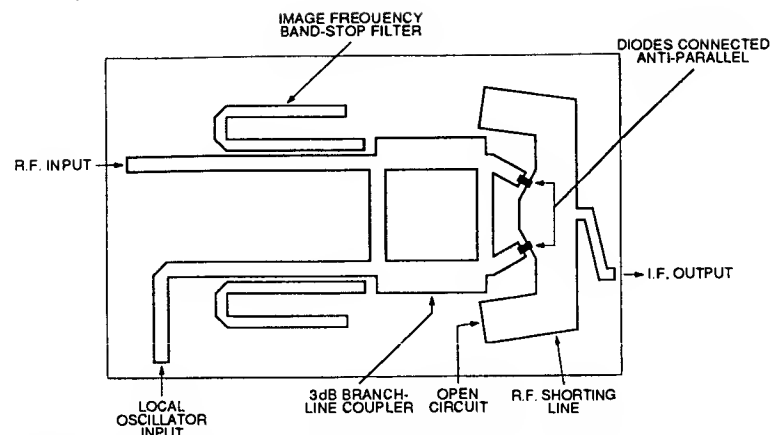 IMAGE FREQUENCY
BAND-STOP FILTER
DIODES CONNECTED
ANTI-PARALLEL
R.F. INPUT
I.F. OUTPUT
LOCAL
OSCILLATOR
INPUT
3dB BRANCH-
LINE COUPLER
OPEN
CIRCUIT
R.F. SHORTING
LINE